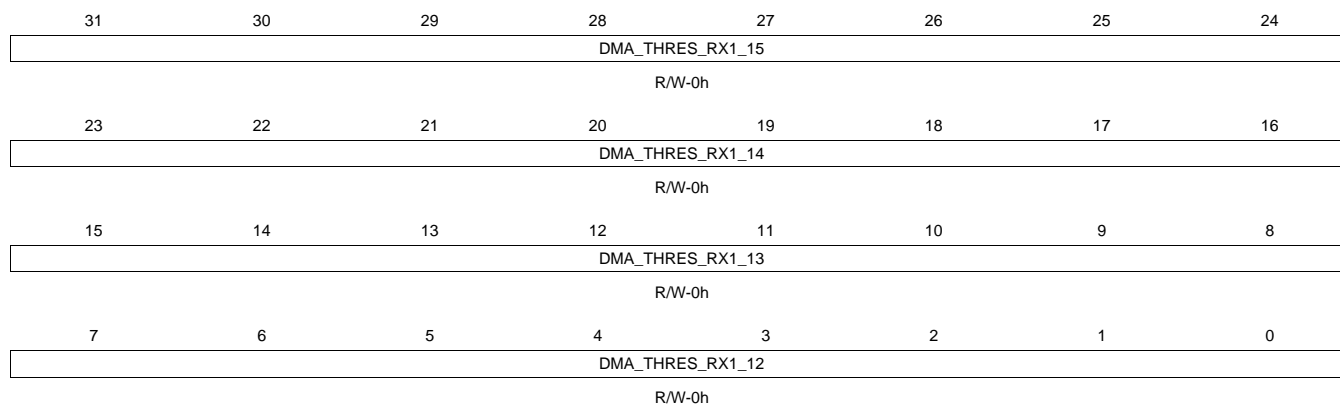 31 30 29 28 27 26 25 24
DMA_THRES_RX1_15
R/W-0h
23 22 21 20 19 18 17 16
DMA_THRES_RX1_14
R/W-0h
15 14 13 12 11 10 9 8
DMA_THRES_RX1_13
R/W-0h
7 6 5 4 3 2 1 0
DMA_THRES_RX1_12
R/W-0h